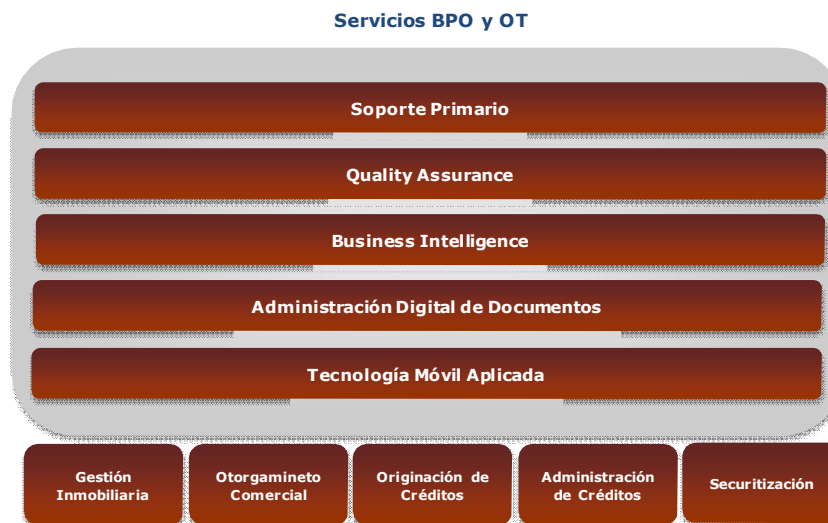 Servicios BPO y OT
Soporte Primario
Quality Assurance
Business Intelligence
Administración Digital de Documentos
Tecnología Móvil Aplicada
Gestión
Inmobiliaria
Otorgamineto
Comercial
Originación de
Créditos
Administración
de Créditos
Securitización